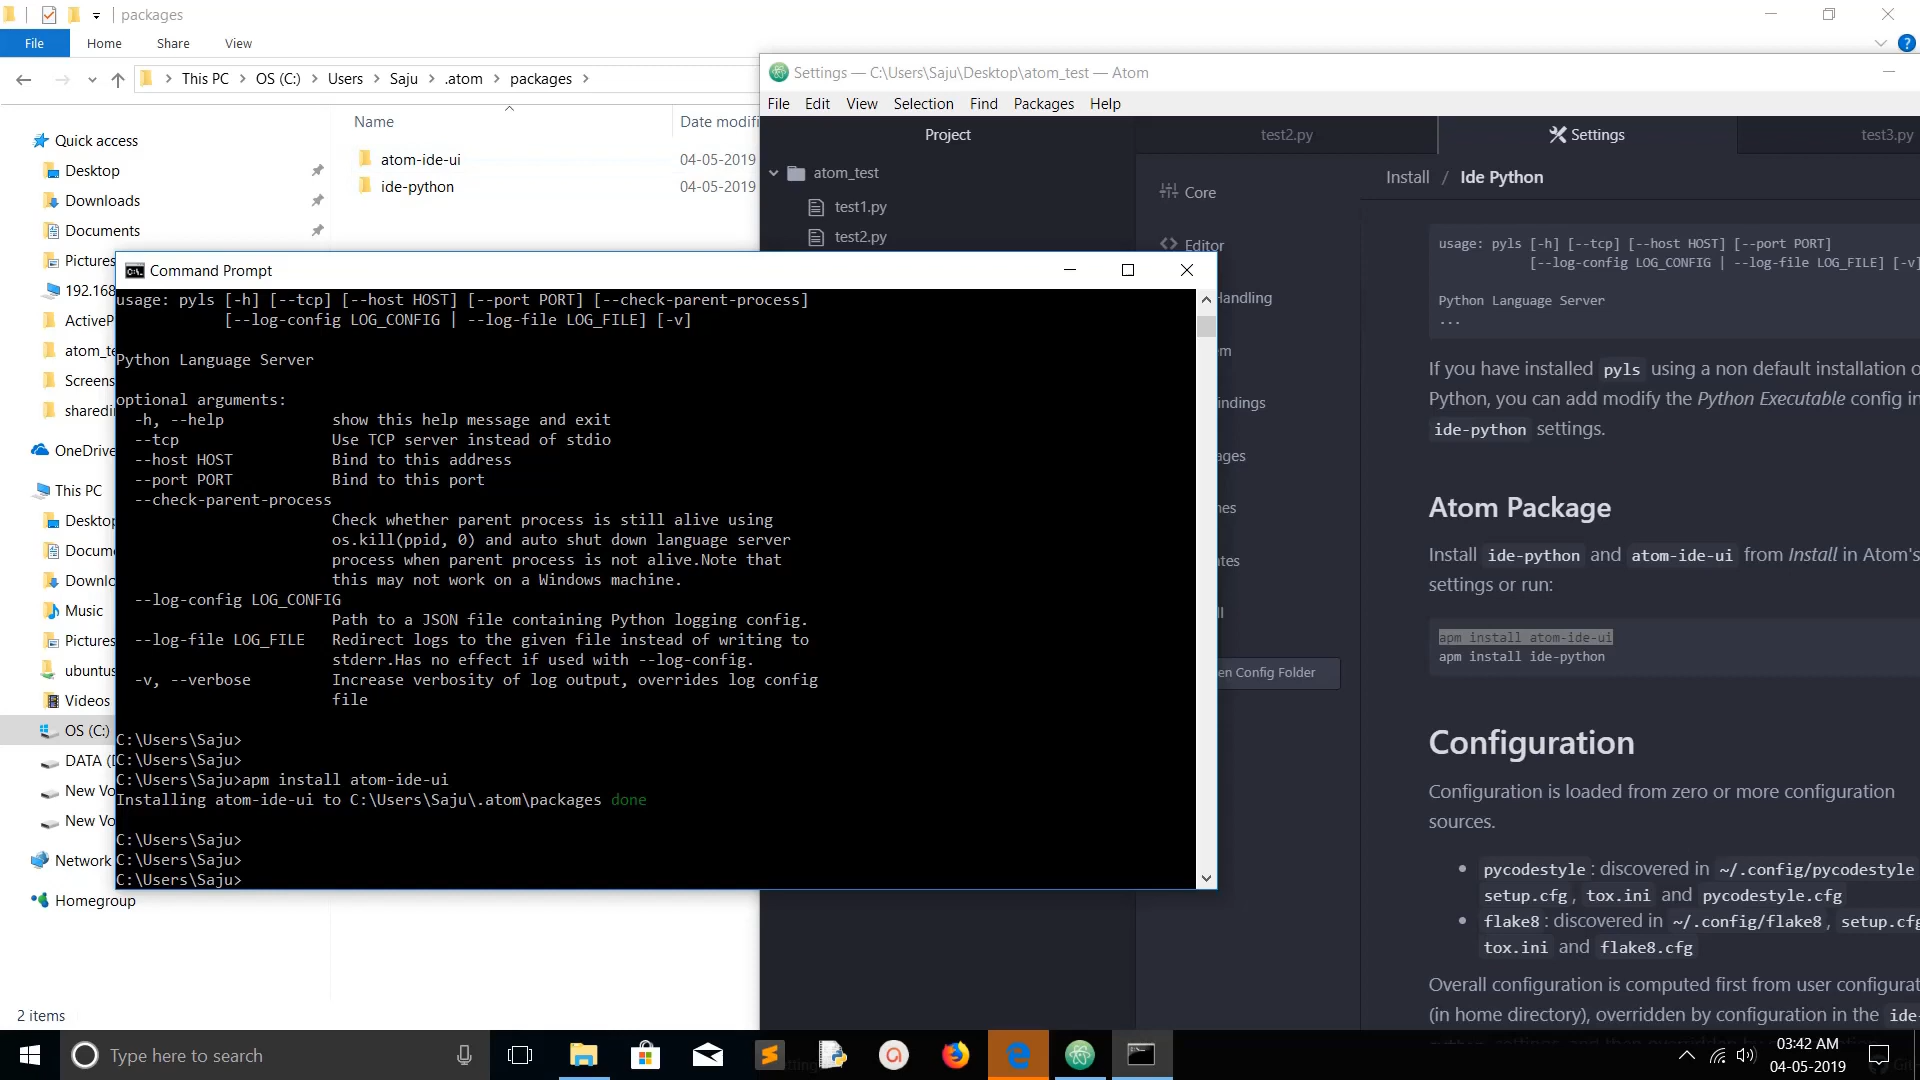 packages
File
Home
Share
View
This PC
OS (C:)
Users
Saju
.atom
packages
Name
Date modifi
Quick access
Desktop
Downloads
Documents
Pictures
192.168
ActiveP
atom_te
Screens
sharedi
OneDrive
This PC
Desktop
Docum
Downlo
Music
Pictures
ubuntus
Videos
OS (C:)
DATA (D
New Vo
New Vo
Network
Homegroup
atom-ide-ui
04-05-2019
ide-python
04-05-2019
2 items
Settings — C:\Users\Saju\Desktop\atom_test — Atom
File
Edit
View
Selection
Find
Packages
Help
Project
test2.py
Settings
test3.py
atom_test
test1.py
test2.py
Core
Editor
Handling
m
indings
ages
nes
ates
ll
en Config Folder
Install / Ide Python
usage: pyls [-h] [--tcp] [--host HOST] [--port PORT]
[--log-config LOG_CONFIG | --log-file LOG_FILE] [-v]
Python Language Server
...
If you have installed pyls using a non default installation o
Python, you can add modify the Python Executable config in
ide-python settings.
Atom Package
Install ide-python and atom-ide-ui from Install in Atom's
settings or run:
apm install atom-ide-ui
apm install ide-python
Configuration
Configuration is loaded from zero or more configuration
sources.
pycodestyle: discovered in ~/.config/pycodestyle
setup.cfg, tox.ini and pycodestyle.cfg
flake8: discovered in ~/.config/flake8, setup.cfg
tox.ini and flake8.cfg
Overall configuration is computed first from user configurat
(in home directory), overridden by configuration in the ide-
Command Prompt
usage: pyls [-h] [--tcp] [--host HOST] [--port PORT] [--check-parent-process]
[--log-config LOG_CONFIG | --log-file LOG_FILE] [-v]
Python Language Server
optional arguments:
-h, --help show this help message and exit
--tcp Use TCP server instead of stdio
--host HOST Bind to this address
--port PORT Bind to this port
--check-parent-process
Check whether parent process is still alive using
os.kill(ppid, 0) and auto shut down language server
process when parent process is not alive.Note that
this may not work on a Windows machine.
--log-config LOG_CONFIG
Path to a JSON file containing Python logging config.
--log-file LOG_FILE Redirect logs to the given file instead of writing to
stderr.Has no effect if used with --log-config.
-v, --verbose Increase verbosity of log output, overrides log config
file
C:\Users\Saju>
C:\Users\Saju>
C:\Users\Saju>apm install atom-ide-ui
Installing atom-ide-ui to C:\Users\Saju\.atom\packages done
C:\Users\Saju>
C:\Users\Saju>
C:\Users\Saju>
Type here to search
03:42 AM
04-05-2019